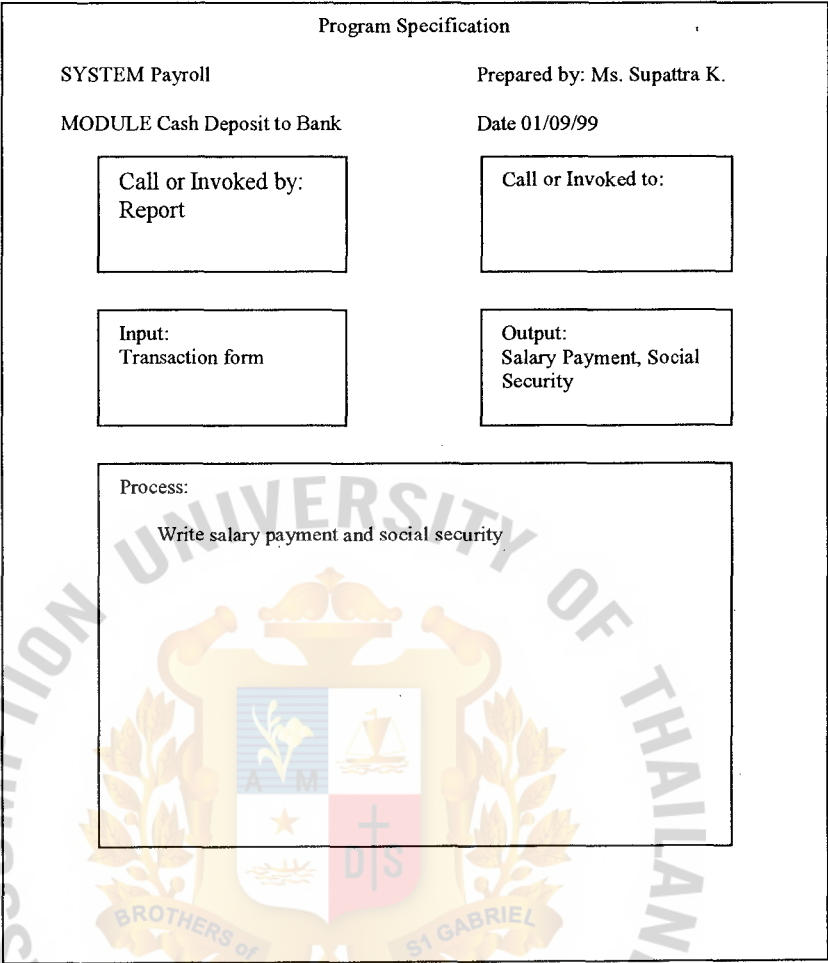 Program Specification
SYSTEM Payroll
Prepared by: Ms. Supattra K.
MODULE Cash Deposit to Bank
Date 01/09/99
Call or Invoked by:
Report
Call or Invoked to:
Input:
Transaction form
Output:
Salary Payment, Social
Security
Process:
Write salary payment and social security
UNIVERSITY OF THAILAN
A M
D S
BROTHERS of
S1 GABRIEL